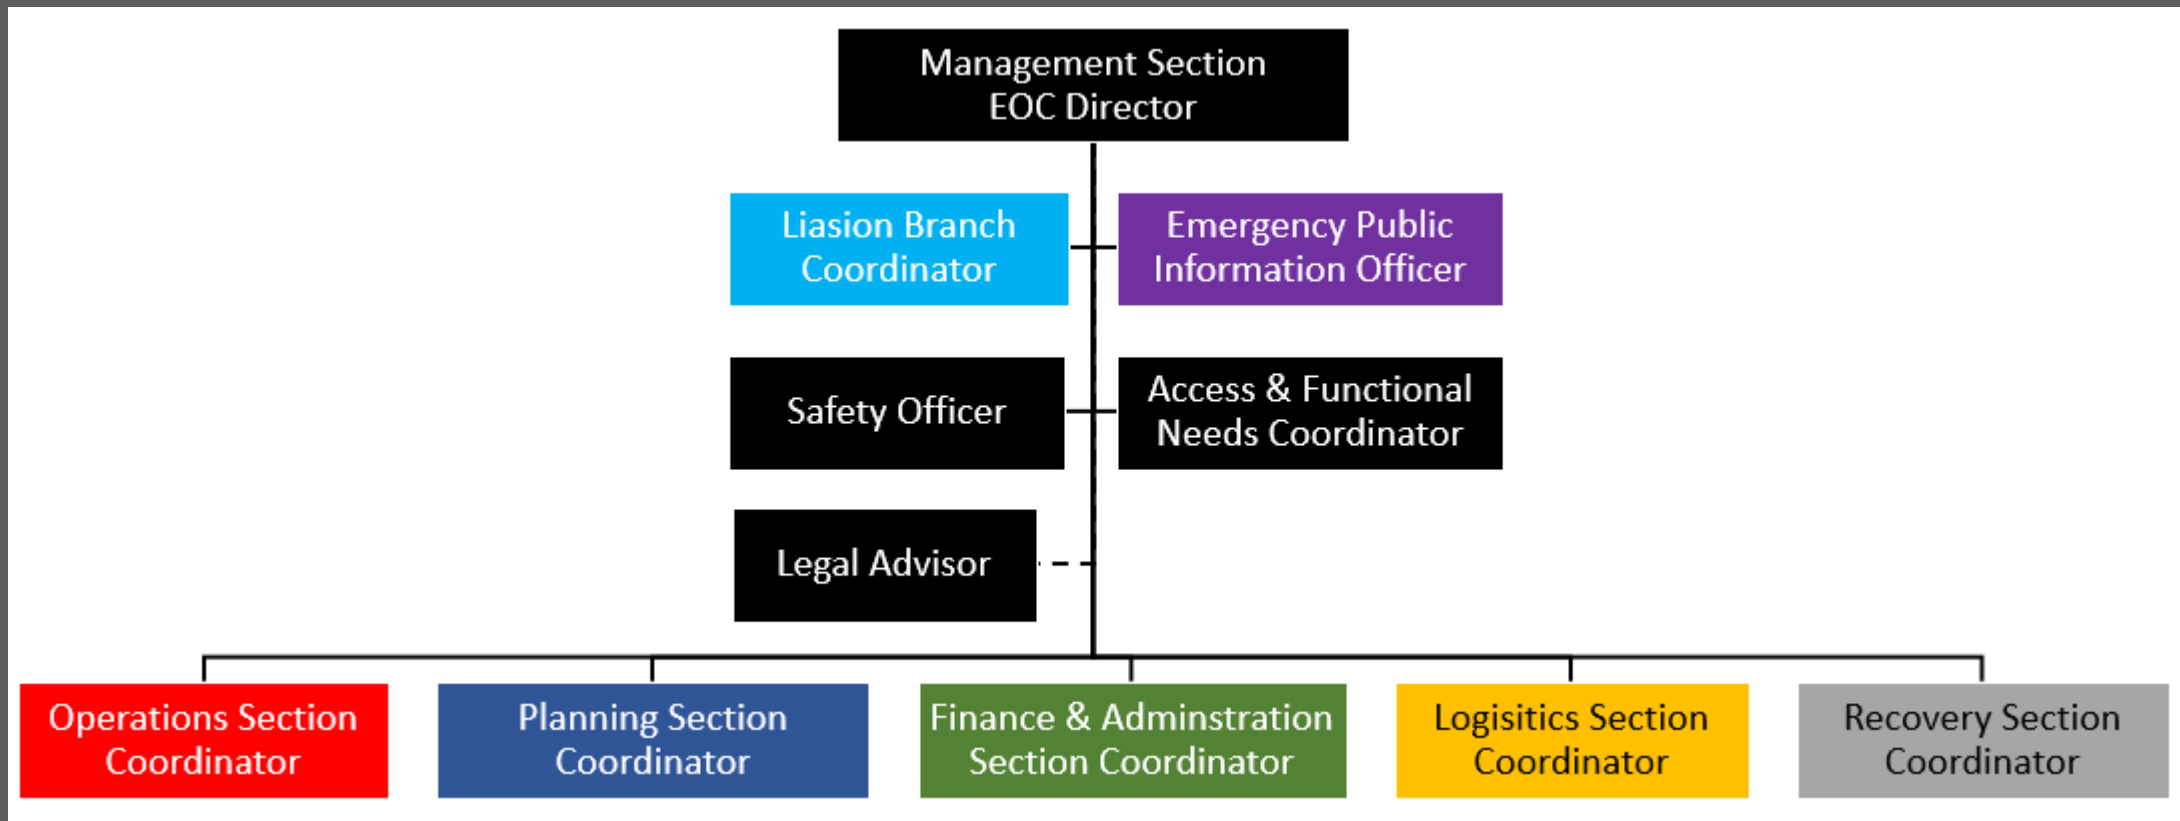 Management Section
EOC Director
Liasion Branch
Coordinator
Emergency Public
Information Officer
Safety Officer
Access & Functional
Needs Coordinator
Legal Advisor
Operations Section
Coordinator
Planning Section
Coordinator
Finance & Adminstration
Section Coordinator
Logisitics Section
Coordinator
Recovery Section
Coordinator